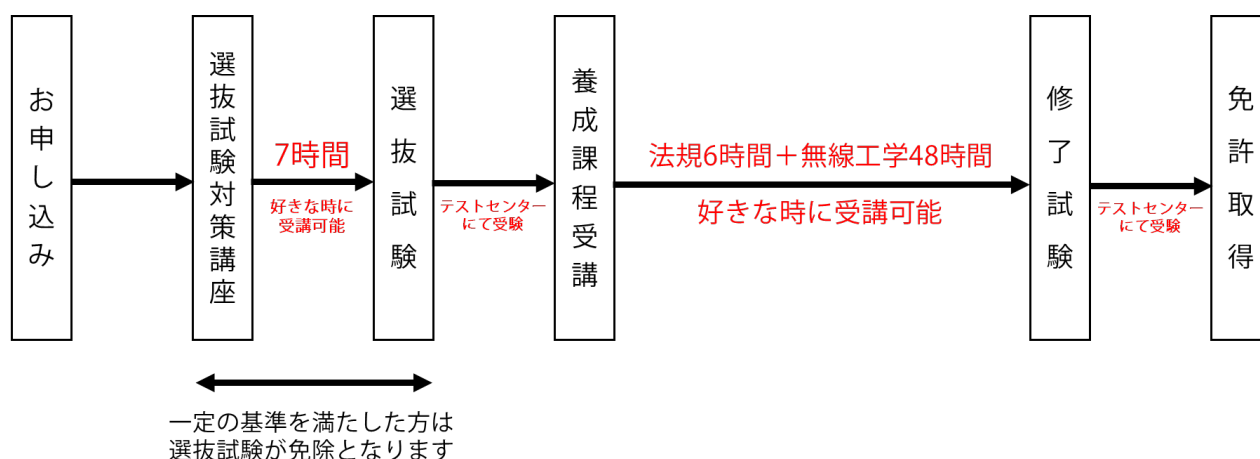 お申し込み
選抜試験対策講座
7時間
好きな時に
受講可能
選抜試験
テストセンター
にて受験
養成課程受講
法規6時間＋無線工学48時間
好きな時に受講可能
修了試験
テストセンター
にて受験
免許取得
一定の基準を満たした方は
選抜試験が免除となります